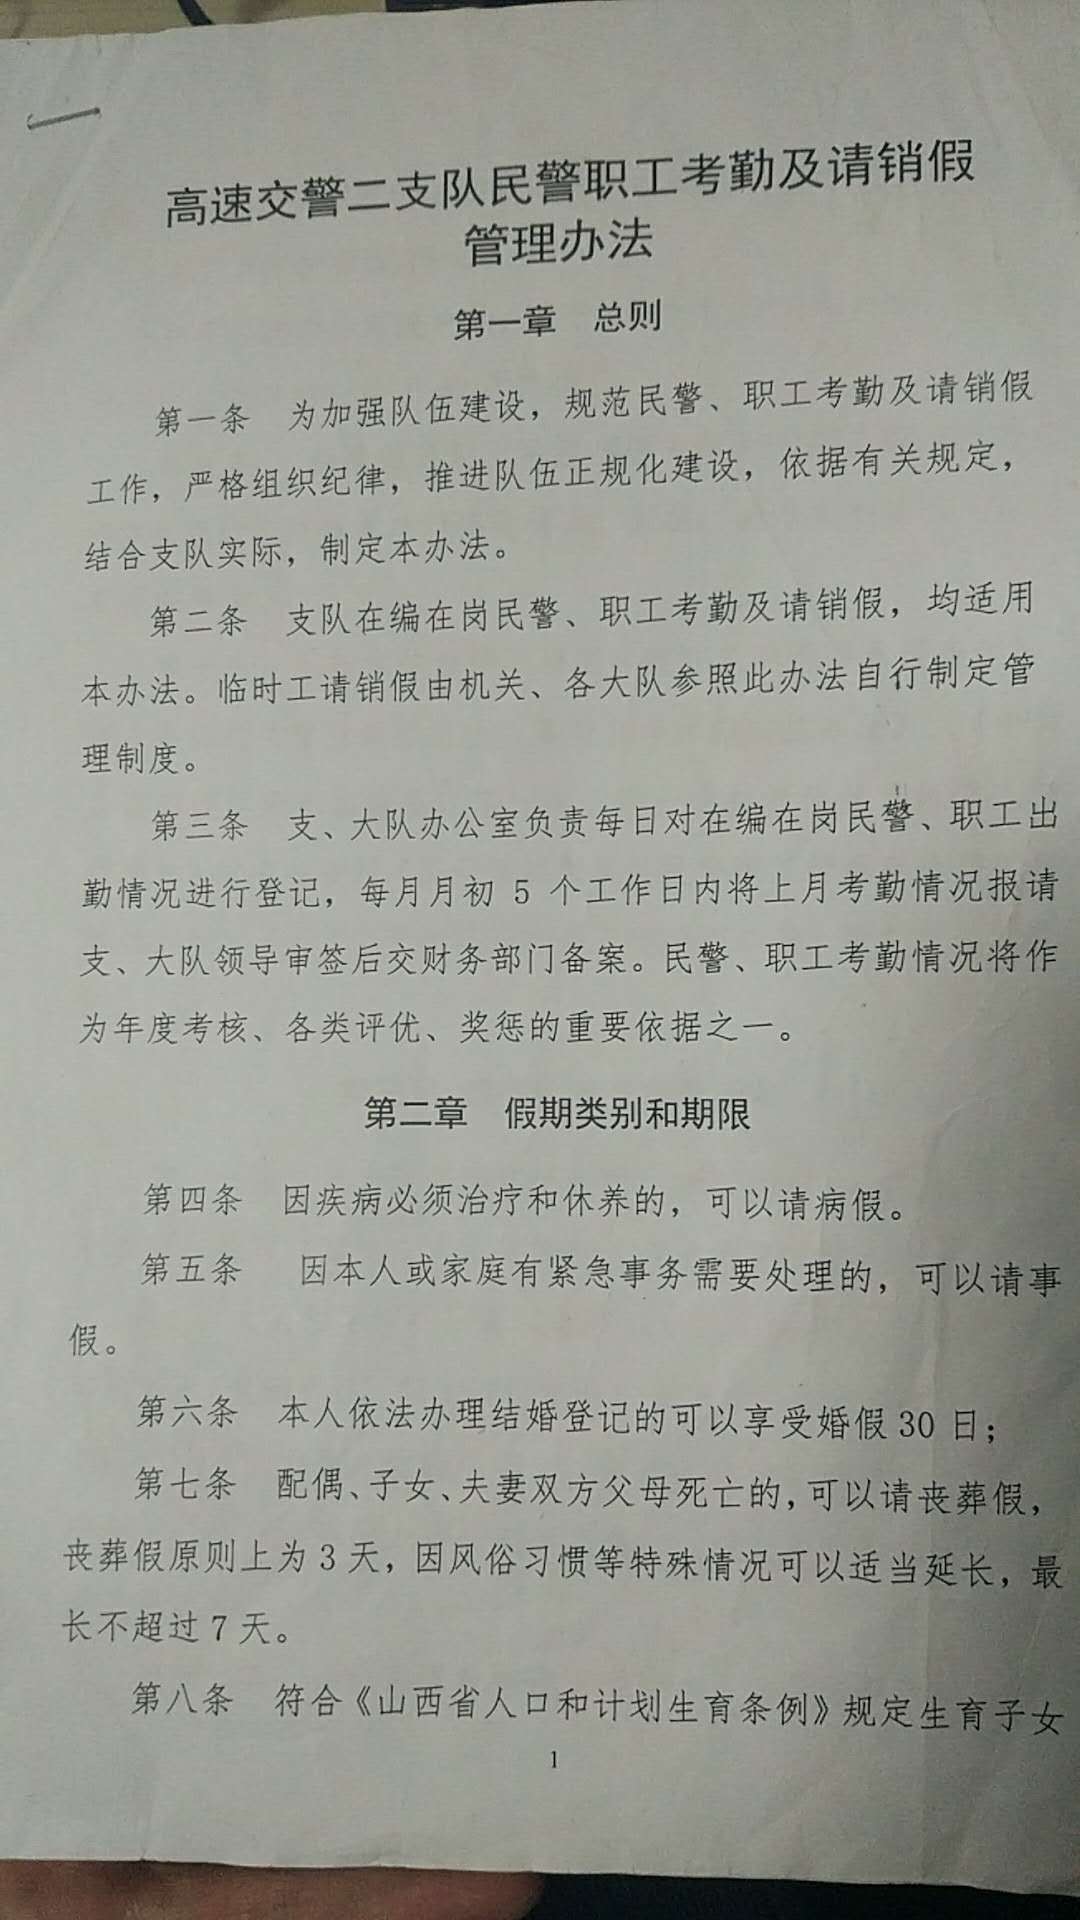 高速交警二支队民警职工考勤及请销假
管理办法
第一章 总则
第一条 为加强队伍建设，规范民警、职工考勤及请销假
工作，严格组织纪律，推进队伍正规化建设，依据有关规定，
结合支队实际，制定本办法。
第二条 支队在编在岗民警、职工考勤及请销假，均适用
本办法。临时工请销假由机关、各大队参照此办法自行制定管
理制度。
第三条 支、大队办公室负责每日对在编在岗民警、职工出
勤情况进行登记，每月月初 5 个工作日内将上月考勤情况报请
支、大队领导审签后交财务部门备案。民警、职工考勤情况将作
为年度考核、各类评优、奖惩的重要依据之一。
第二章 假期类别和期限
第四条 因疾病必须治疗和休养的，可以请病假。
第五条 因本人或家庭有紧急事务需要处理的，可以请事
假。
第六条 本人依法办理结婚登记的可以享受婚假 30 日；
第七条 配偶、子女、夫妻双方父母死亡的，可以请丧葬假，
丧葬假原则上为 3 天，因风俗习惯等特殊情况可以适当延长，最
长不超过 7 天。
第八条 符合《山西省人口和计划生育条例》规定生育子女
1